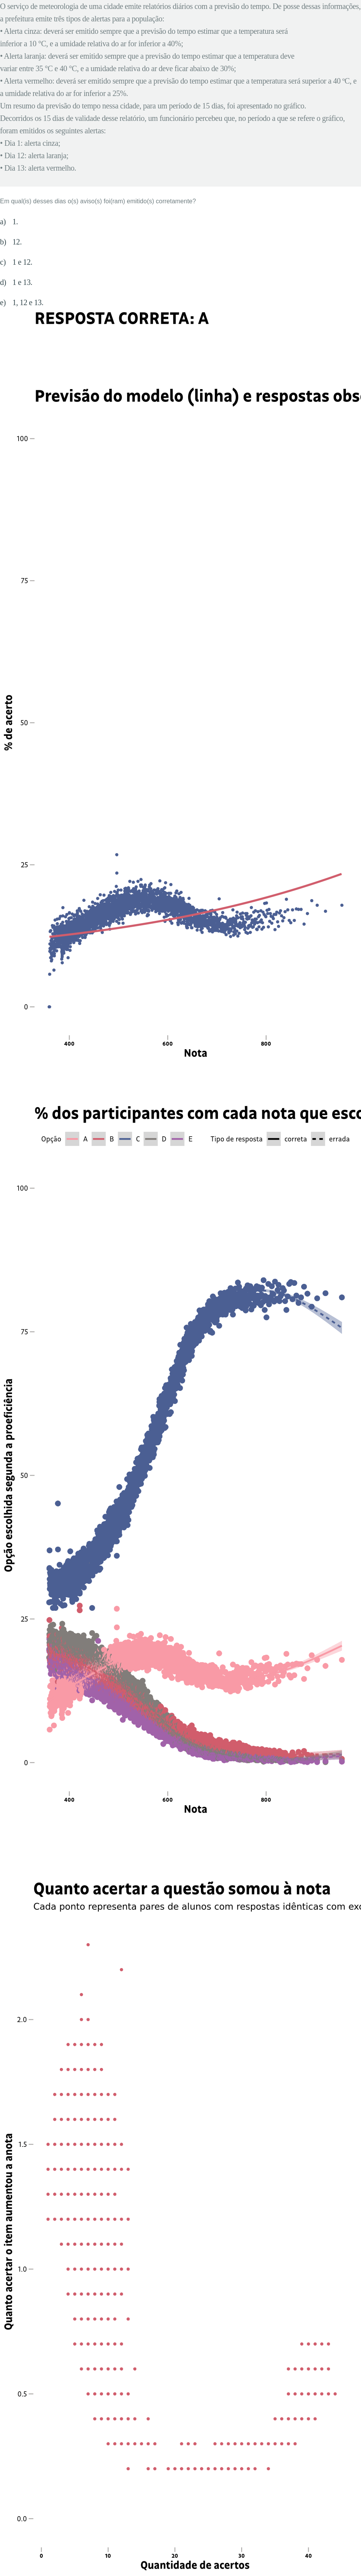 O serviço de meteorologia de uma cidade emite relatórios diários com a previsão do tempo. De posse dessas informações,
a prefeitura emite três tipos de alertas para a população:
• Alerta cinza: deverá ser emitido sempre que a previsão do tempo estimar que a temperatura será
inferior a 10 °C, e a umidade relativa do ar for inferior a 40%;
• Alerta laranja: deverá ser emitido sempre que a previsão do tempo estimar que a temperatura deve
variar entre 35 °C e 40 °C, e a umidade relativa do ar deve ficar abaixo de 30%;
• Alerta vermelho: deverá ser emitido sempre que a previsão do tempo estimar que a temperatura será superior a 40 °C, e
a umidade relativa do ar for inferior a 25%.
Um resumo da previsão do tempo nessa cidade, para um período de 15 dias, foi apresentado no gráfico.
Decorridos os 15 dias de validade desse relatório, um funcionário percebeu que, no período a que se refere o gráfico,
foram emitidos os seguintes alertas:
• Dia 1: alerta cinza;
• Dia 12: alerta laranja;
• Dia 13: alerta vermelho.
Em qual(is) desses dias o(s) aviso(s) foi(ram) emitido(s) corretamente?
a) 1.
b) 12.
c) 1 e 12.
d) 1 e 13.
e) 1, 12 e 13.
RESPOSTA CORRETA: A
Previsão do modelo (linha) e respostas obs
100
75
50
25
0
% de acerto
400 600 800
Nota
% dos participantes com cada nota que esco
Opção A B C D E Tipo de resposta correta errada
100
75
50
25
0
Opção escolhida segunda a proeficiência
400 600 800
Nota
Quanto acertar a questão somou à nota
Cada ponto representa pares de alunos com respostas idênticas com exc
2.0
1.5
1.0
0.5
0.0
Quanto acertar o item aumentou a anota
0 10 20 30 40
Quantidade de acertos